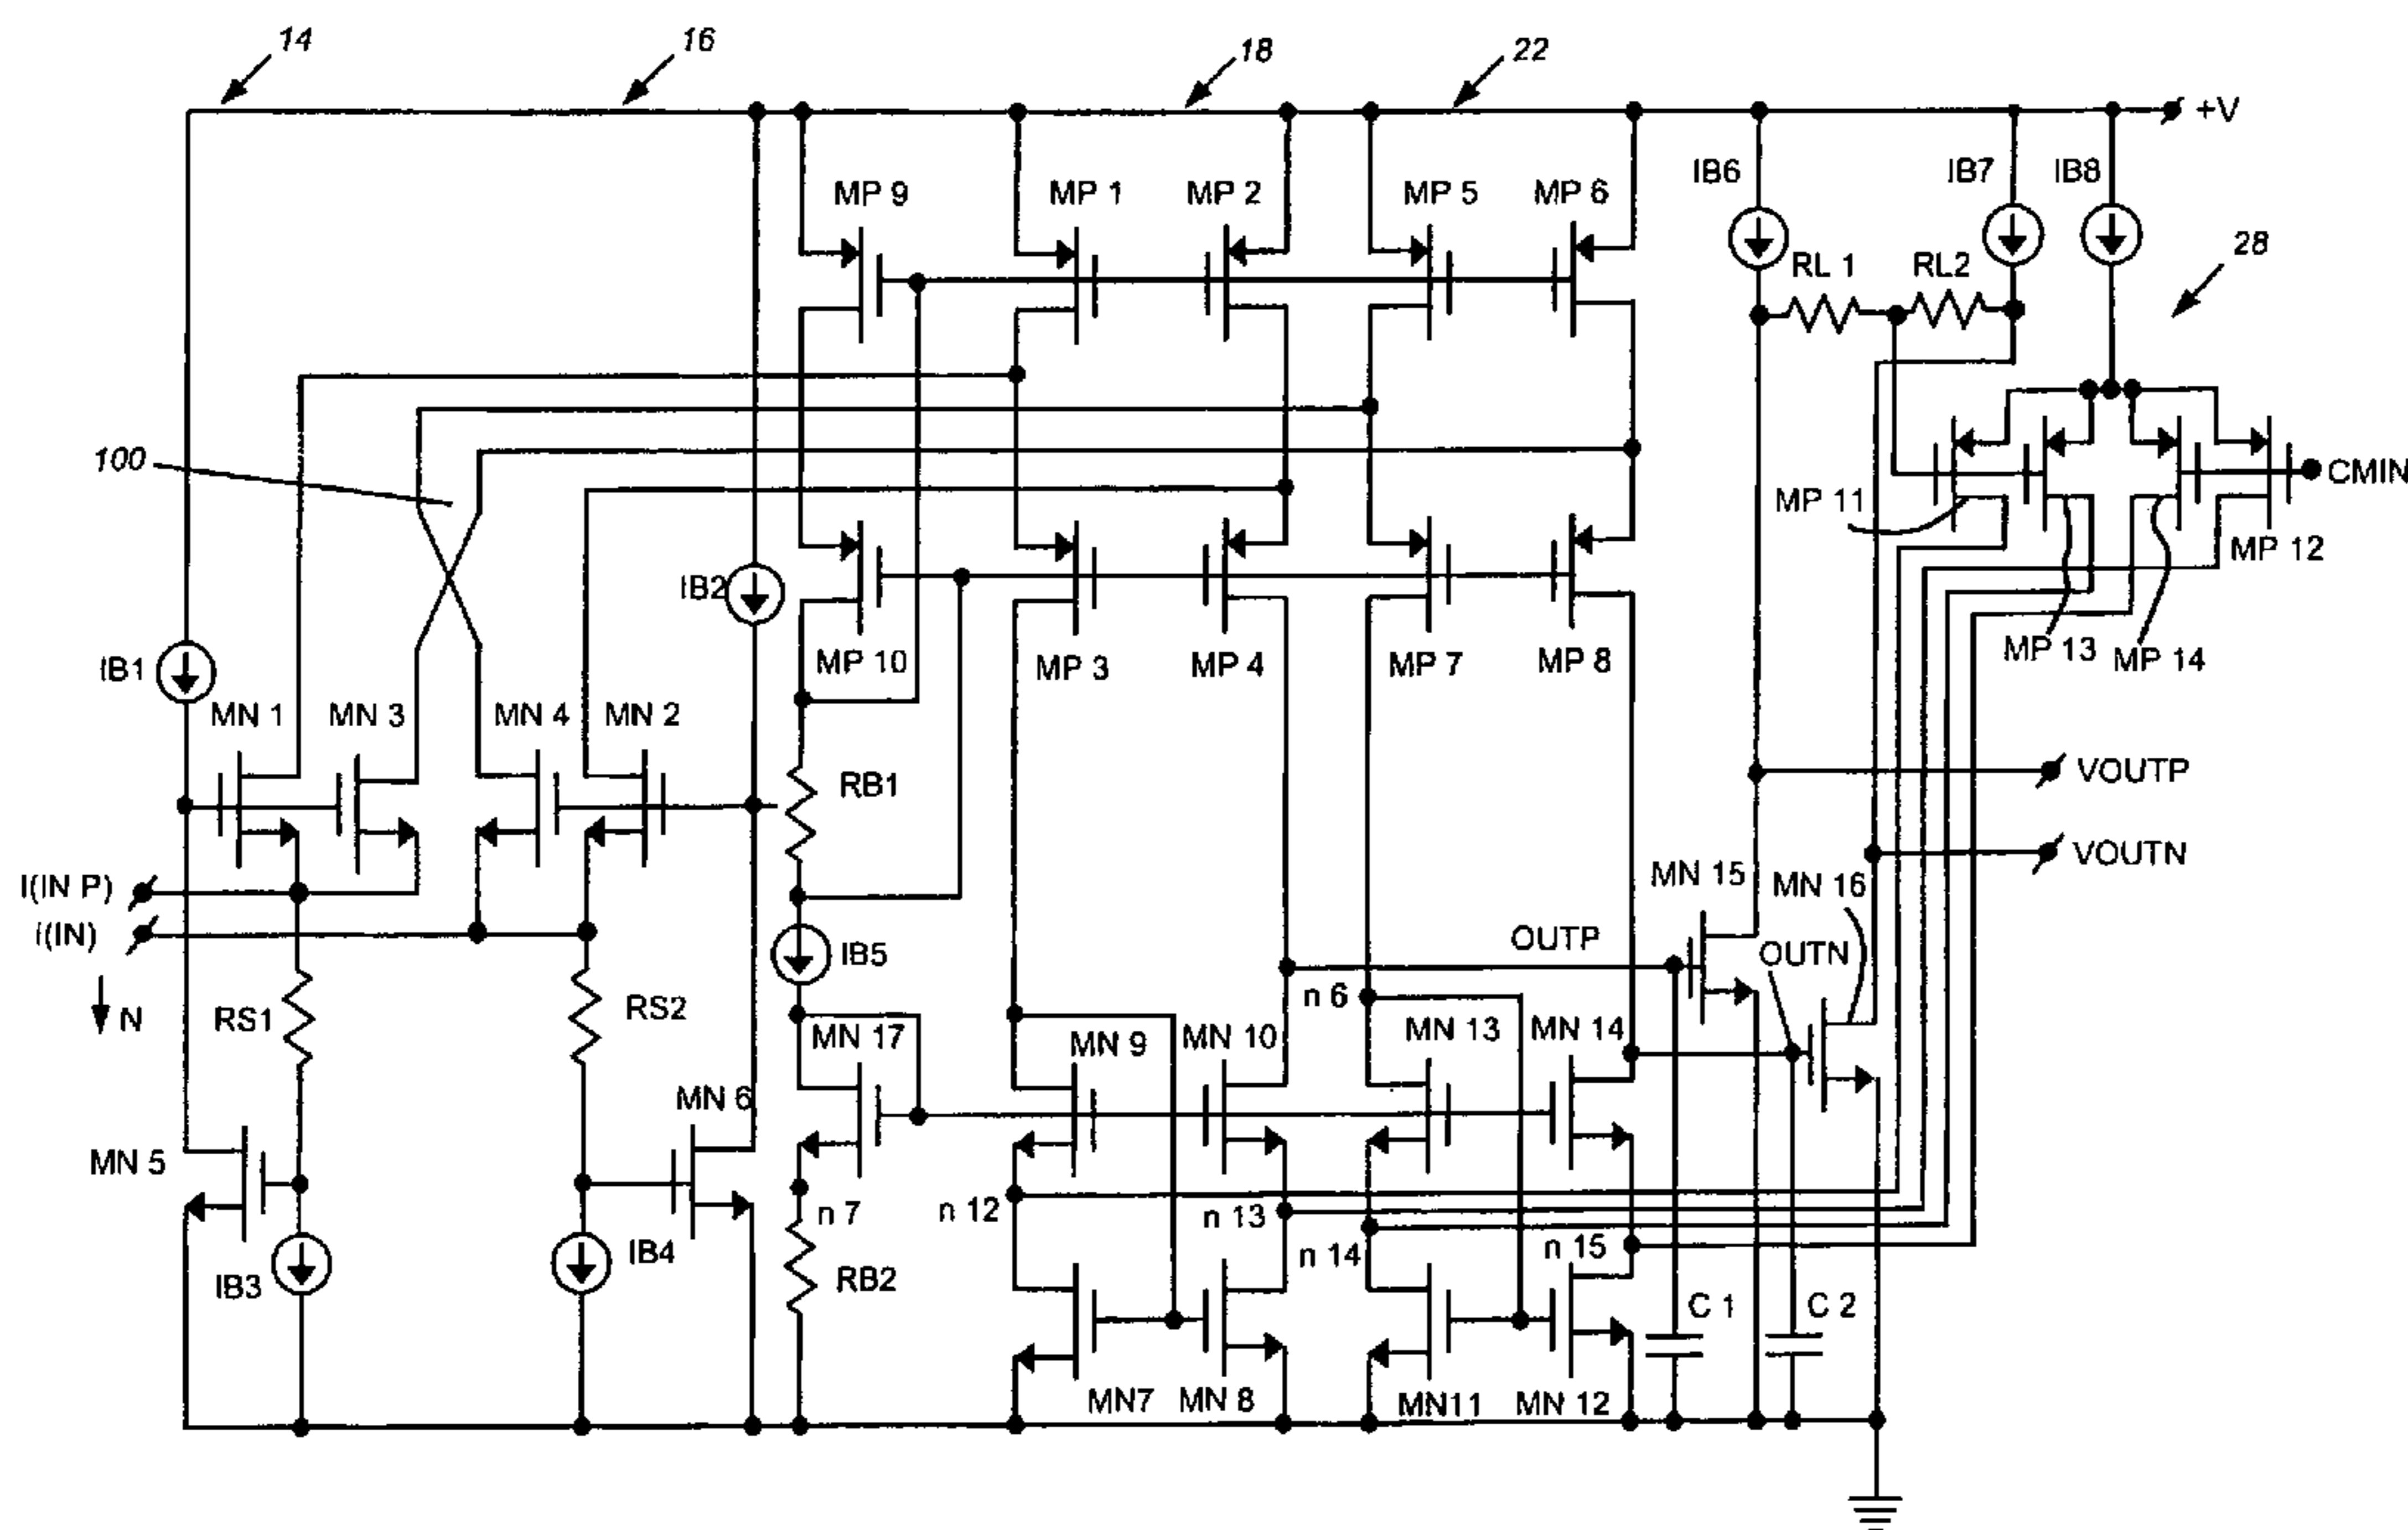 14
16
18
22
+V
IB6
IB7
IB8
MP 9
MP 1
MP 2
MP 5
MP 6
28
RL 1
RL2
100
CMIN
MP 11
MP 12
IB2
IB1
MP 10
MP 3
MP 4
MP 7
MP 8
MP 13
MP 14
MN 1
MN 3
MN 4
MN 2
RB1
VOUTP
VOUTN
MN 15
MN 16
I(IN P)
i(IN)
OUTP
OUTN
IB5
n 6
N
RS1
RS2
MN 17
MN 9
MN 10
MN 13
MN 14
MN 6
MN 5
n 7
n 12
n 13
n 14
n 15
IB3
IB4
RB2
C 1
C 2
MN7
MN 8
MN11
MN 12